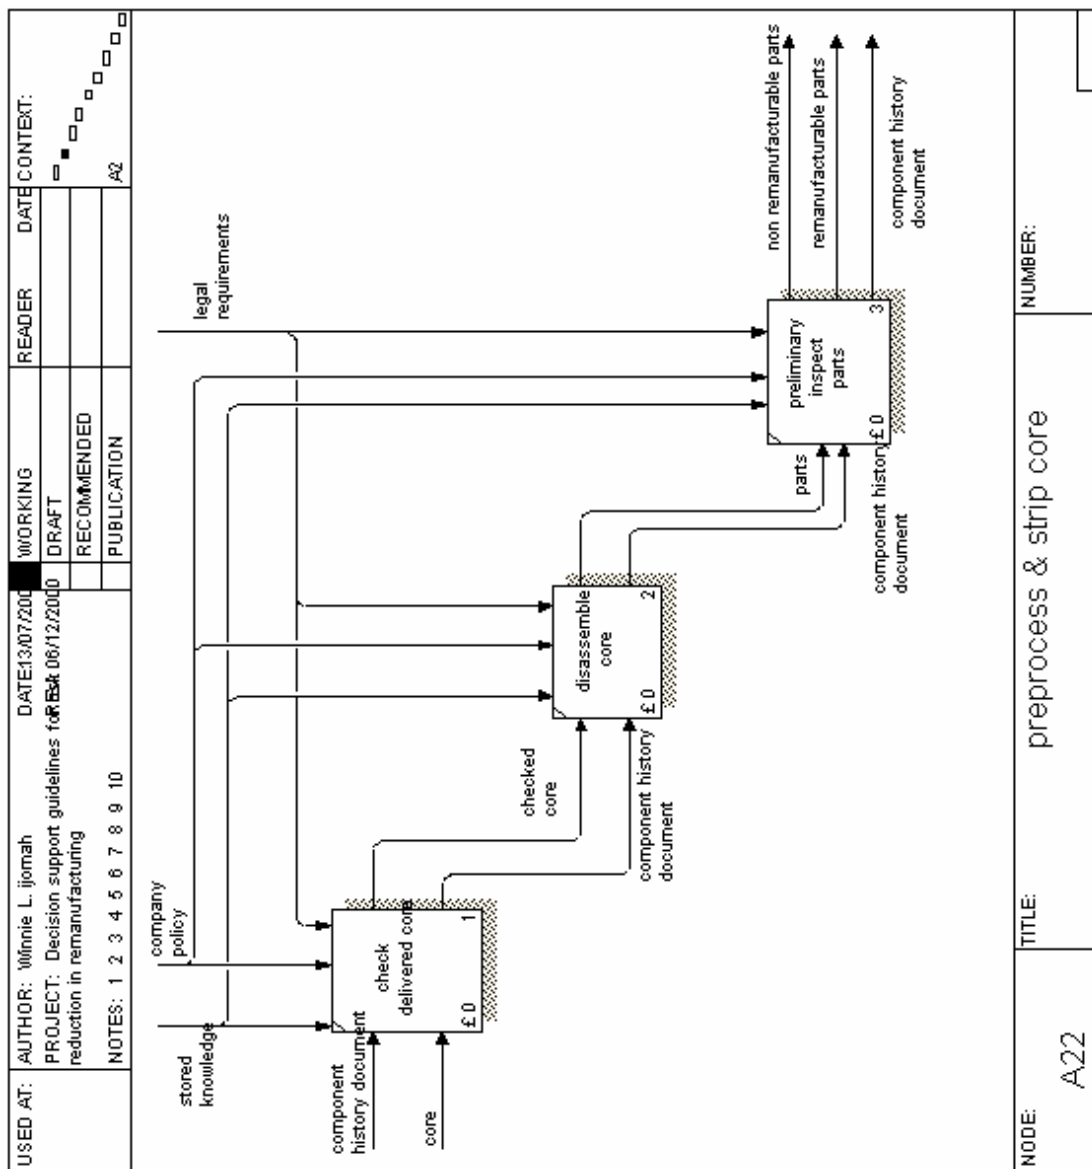 USED AT:
AUTHOR: Winnie L. Ijomah
DATE:13/07/200
PROJECT: Decision support guidelines for risk
reduction in remanufacturing
06/12/2000
NOTES: 1 2 3 4 5 6 7 8 9 10
WORKING
DRAFT
RECOMMENDED
PUBLICATION
READER
DATE
CONTEXT:
A2
stored
knowledge
company
policy
legal
requirements
component
history document
core
check
delivered core
£ 0
1
checked
core
component history
document
disassemble
core
£ 0
2
parts
component history
document
preliminary
inspect
parts
£ 0
3
non remanufacturable parts
remanufacturable parts
component history
document
NODE:
A22
TITLE:
preprocess & strip core
NUMBER: